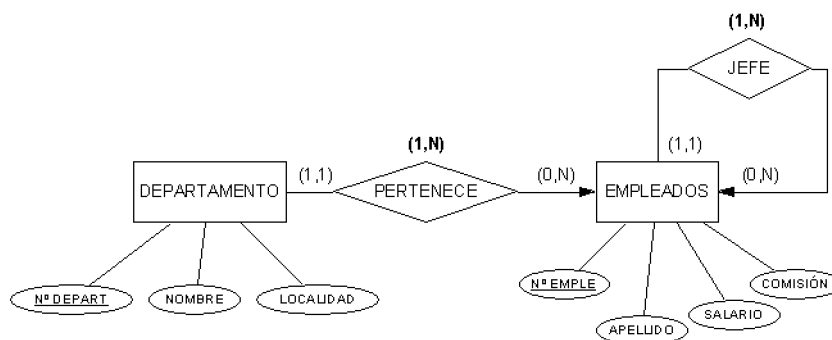 (1,N)
JEFE
(1,N)
(1,1)
DEPARTAMENTO
(1,1)
PERTENECE
(0,N)
EMPLEADOS
(0,N)
Nº DEPART
NOMBRE
LOCALIDAD
Nº EMPLE
COMISIÓN
APELLIDO
SALARIO